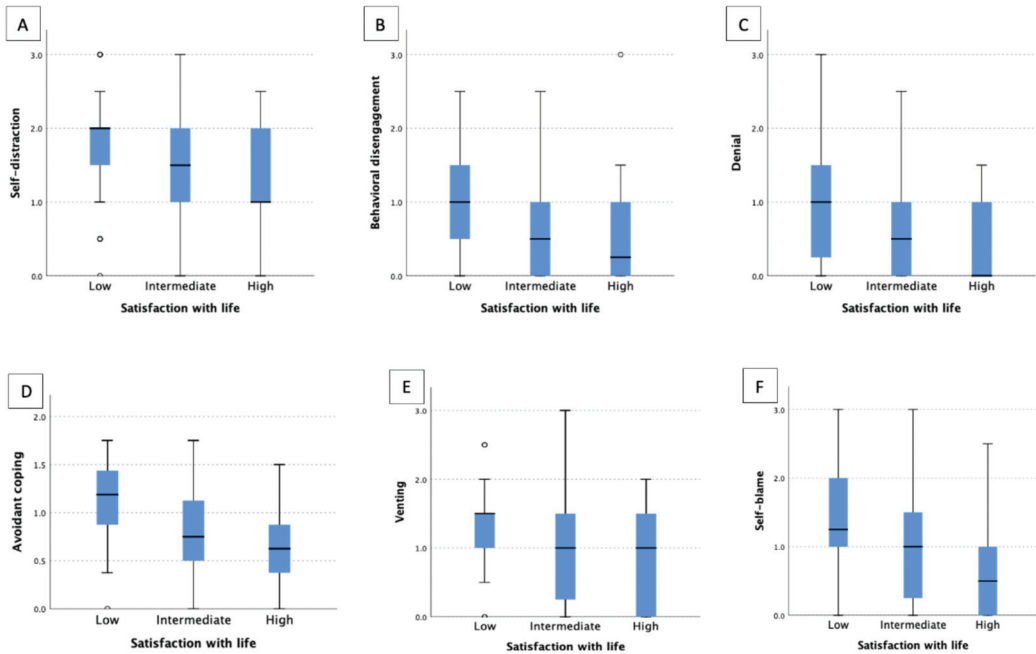 A
Self-distraction
3.0
2.0
1.0
0.0
Low Intermediate High
Satisfaction with life
B
Behavioral disengagement
3.0
2.0
1.0
0.0
Low Intermediate High
Satisfaction with life
C
Denial
3.0
2.0
1.0
0.0
Low Intermediate High
Satisfaction with life
D
Avoidant coping
2.0
1.5
1.0
0.5
0.0
Low Intermediate High
Satisfaction with life
E
Venting
3.0
2.0
1.0
0.0
Low Intermediate High
Satisfaction with life
F
Self-blame
3.0
2.0
1.0
0.0
Low Intermediate High
Satisfaction with life